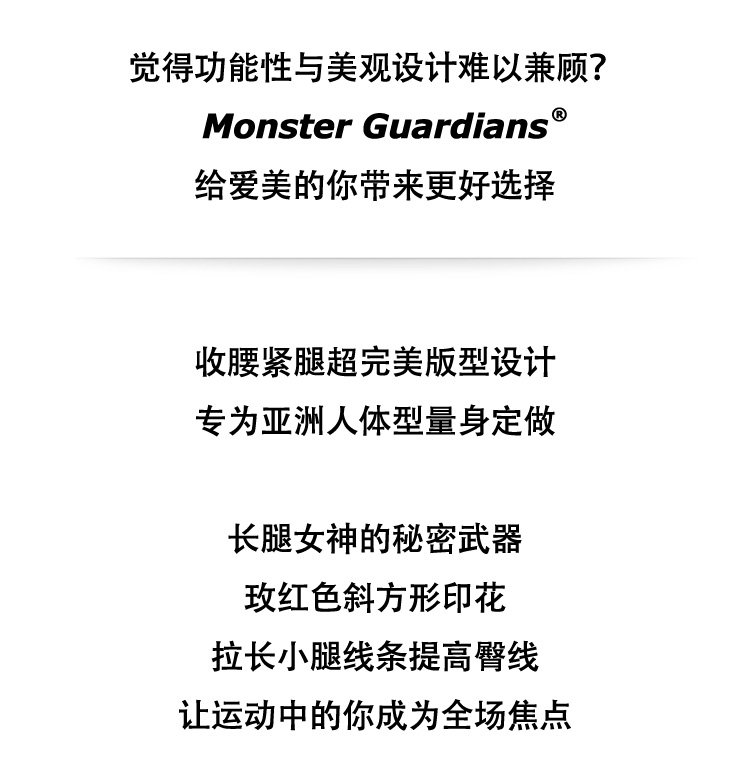 觉得功能性与美观设计难以兼顾？
Monster Guardians®
给爱美的你带来更好选择
收腰紧腿超完美版型设计
专为亚洲人体型量身定做
长腿女神的秘密武器
玫红色斜方形印花
拉长小腿线条提高臀线
让运动中的你成为全场焦点